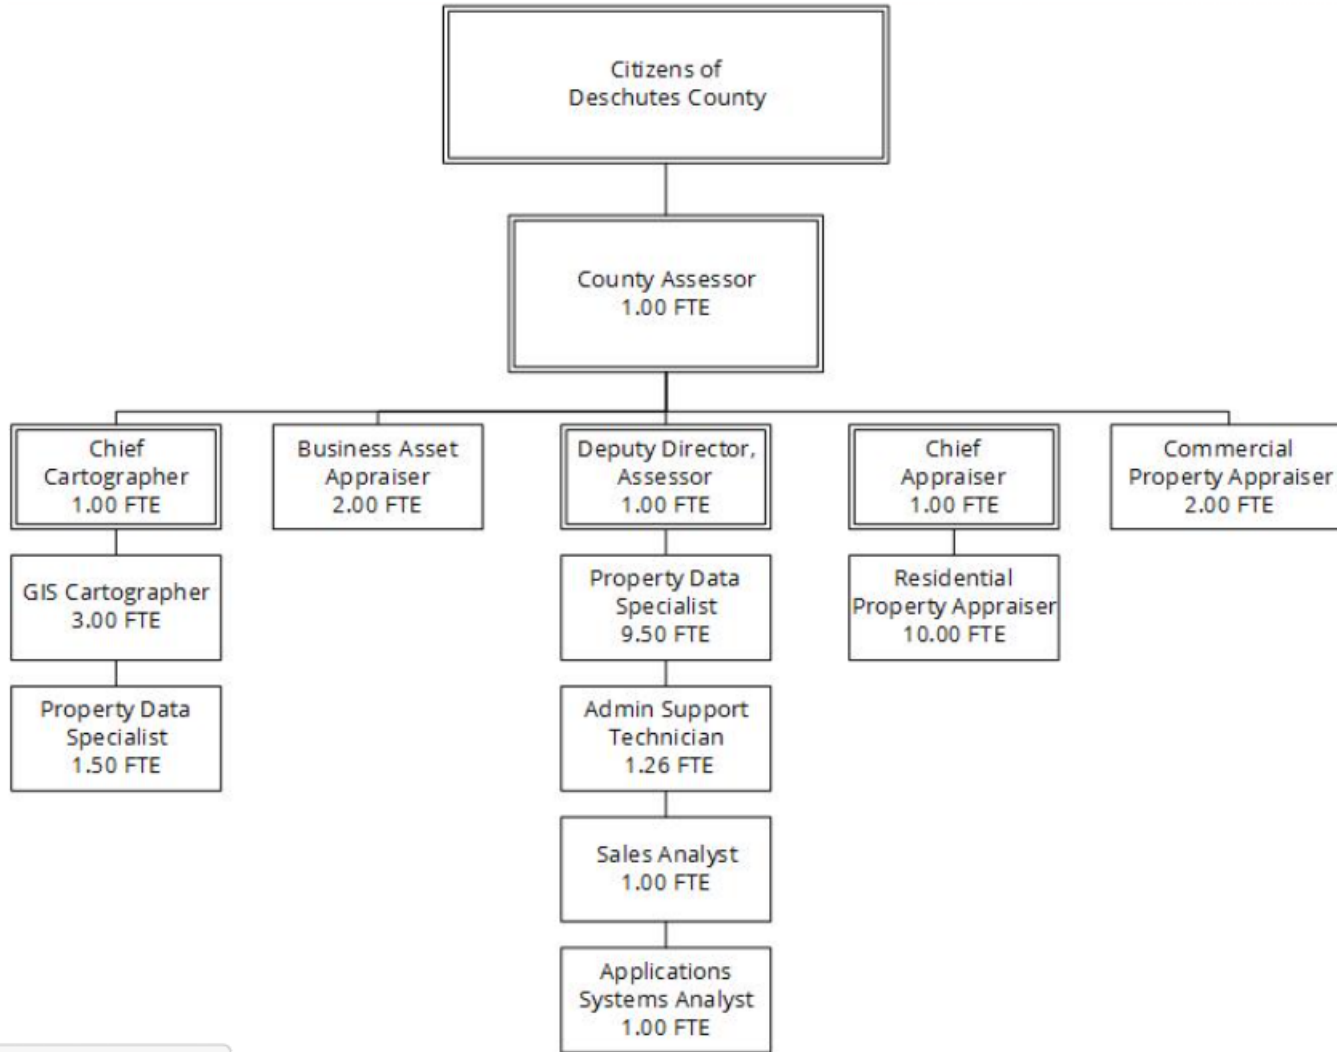 Citizens of
Deschutes County
County Assessor
1.00 FTE
Chief
Cartographer
1.00 FTE
Business Asset
Appraiser
2.00 FTE
Deputy Director,
Assessor
1.00 FTE
Chief
Appraiser
1.00 FTE
Commercial
Property Appraiser
2.00 FTE
GIS Cartographer
3.00 FTE
Property Data
Specialist
9.50 FTE
Residential
Property Appraiser
10.00 FTE
Property Data
Specialist
1.50 FTE
Admin Support
Technician
1.26 FTE
Sales Analyst
1.00 FTE
Applications
Systems Analyst
1.00 FTE